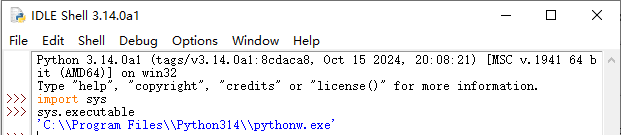 IDLE Shell 3.14.0a1
File Edit Shell Debug Options Window Help
Python 3.14.0a1 (tags/v3.14.0a1:8cdaca8, Oct 15 2024, 20:08:21) [MSC v.1941 64 b
it (AMD64)] on win32
Type "help", "copyright", "credits" or "license()" for more information.
>>> import sys
>>> sys.executable
'C:\\Program Files\\Python314\\pythonw.exe'
>>>